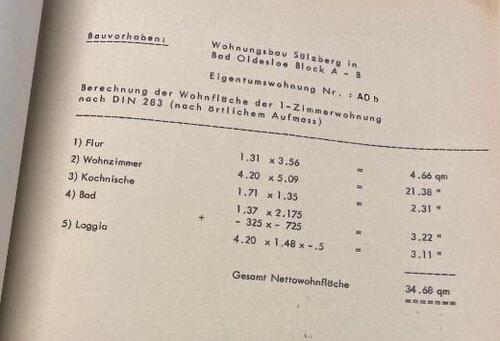 Bauvorhaben: Wohnungsbau Sülzberg in
Bad Oldesloe Block A - B
Eigentumswohnung Nr. : AO b
Berechnung der Wohnfläche der 1-Zimmerwohnung
nach DIN 283 (nach örtlichem Aufmass)
1) Flur 1.31 x 3.56 = 4.66 qm
2) Wohnzimmer 4.20 x 5.09 = 21.38 "
3) Kochnische 1.71 x 1.35 = 2.31 "
4) Bad 1.37 x 2.175
+ - 325 x - 725 = 3.22 "
5) Loggia 4.20 x 1.48 x -.5 = 3.11 "
Gesamt Nettowohnfläche 34.68 qm